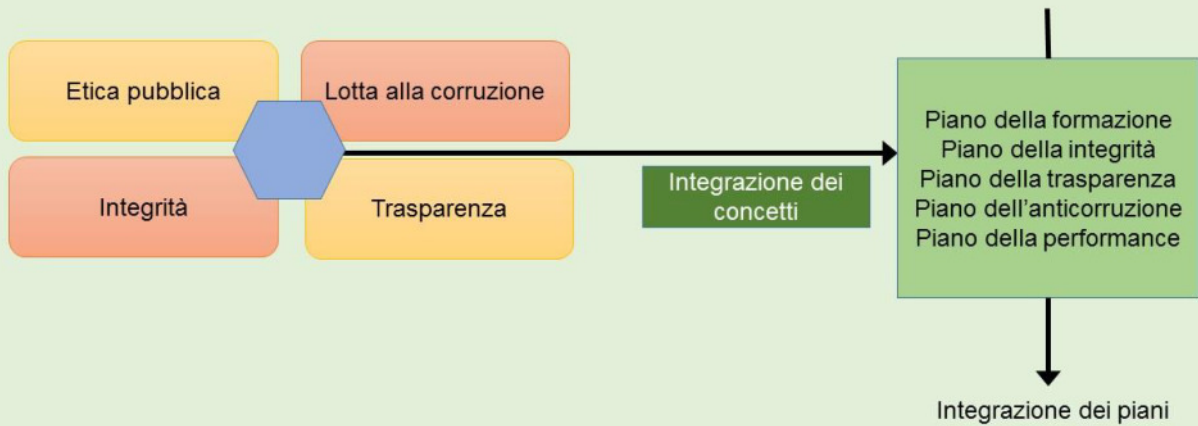 Etica pubblica
Lotta alla corruzione
Integrità
Trasparenza
Integrazione dei
concetti
Piano della formazione
Piano della integrità
Piano della trasparenza
Piano dell'anticorruzione
Piano della performance
Integrazione dei piani